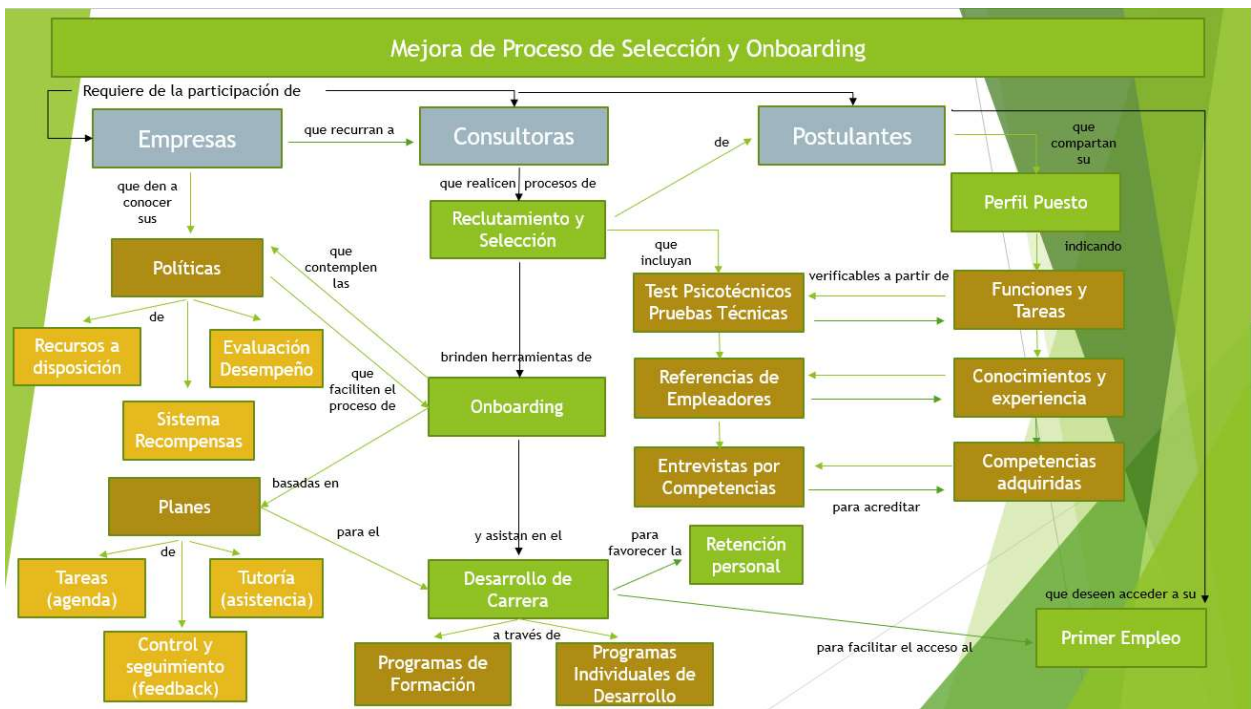 Mejora de Proceso de Selección y Onboarding
Requiere de la participación de
Empresas
que recurran a
Consultoras
de
Postulantes
que
compartan
su
que den a
conocer
sus
que realicen procesos de
Perfil Puesto
Reclutamiento y
Selección
indicando
que
incluyan
Políticas
que
contemplen
las
verificables a partir de
Test Psicotécnicos
Pruebas Técnicas
Funciones y
Tareas
de
Recursos a
disposición
Evaluación
Desempeño
Sistema
Recompensas
que
faciliten el
proceso de
brinden herramientas de
Onboarding
Referencias de
Empleadores
Conocimientos y
experiencia
Entrevistas por
Competencias
Competencias
adquiridas
para acreditar
basadas en
Planes
para el
y asistan en el
para
favorecer la
Retención
personal
de
Tareas
(agenda)
Tutoría
(asistencia)
Control y
seguimiento
(feedback)
Desarrollo de
Carrera
a través de
Programas de
Formación
Programas
Individuales de
Desarrollo
que deseen acceder a su
para facilitar el acceso al
Primer Empleo